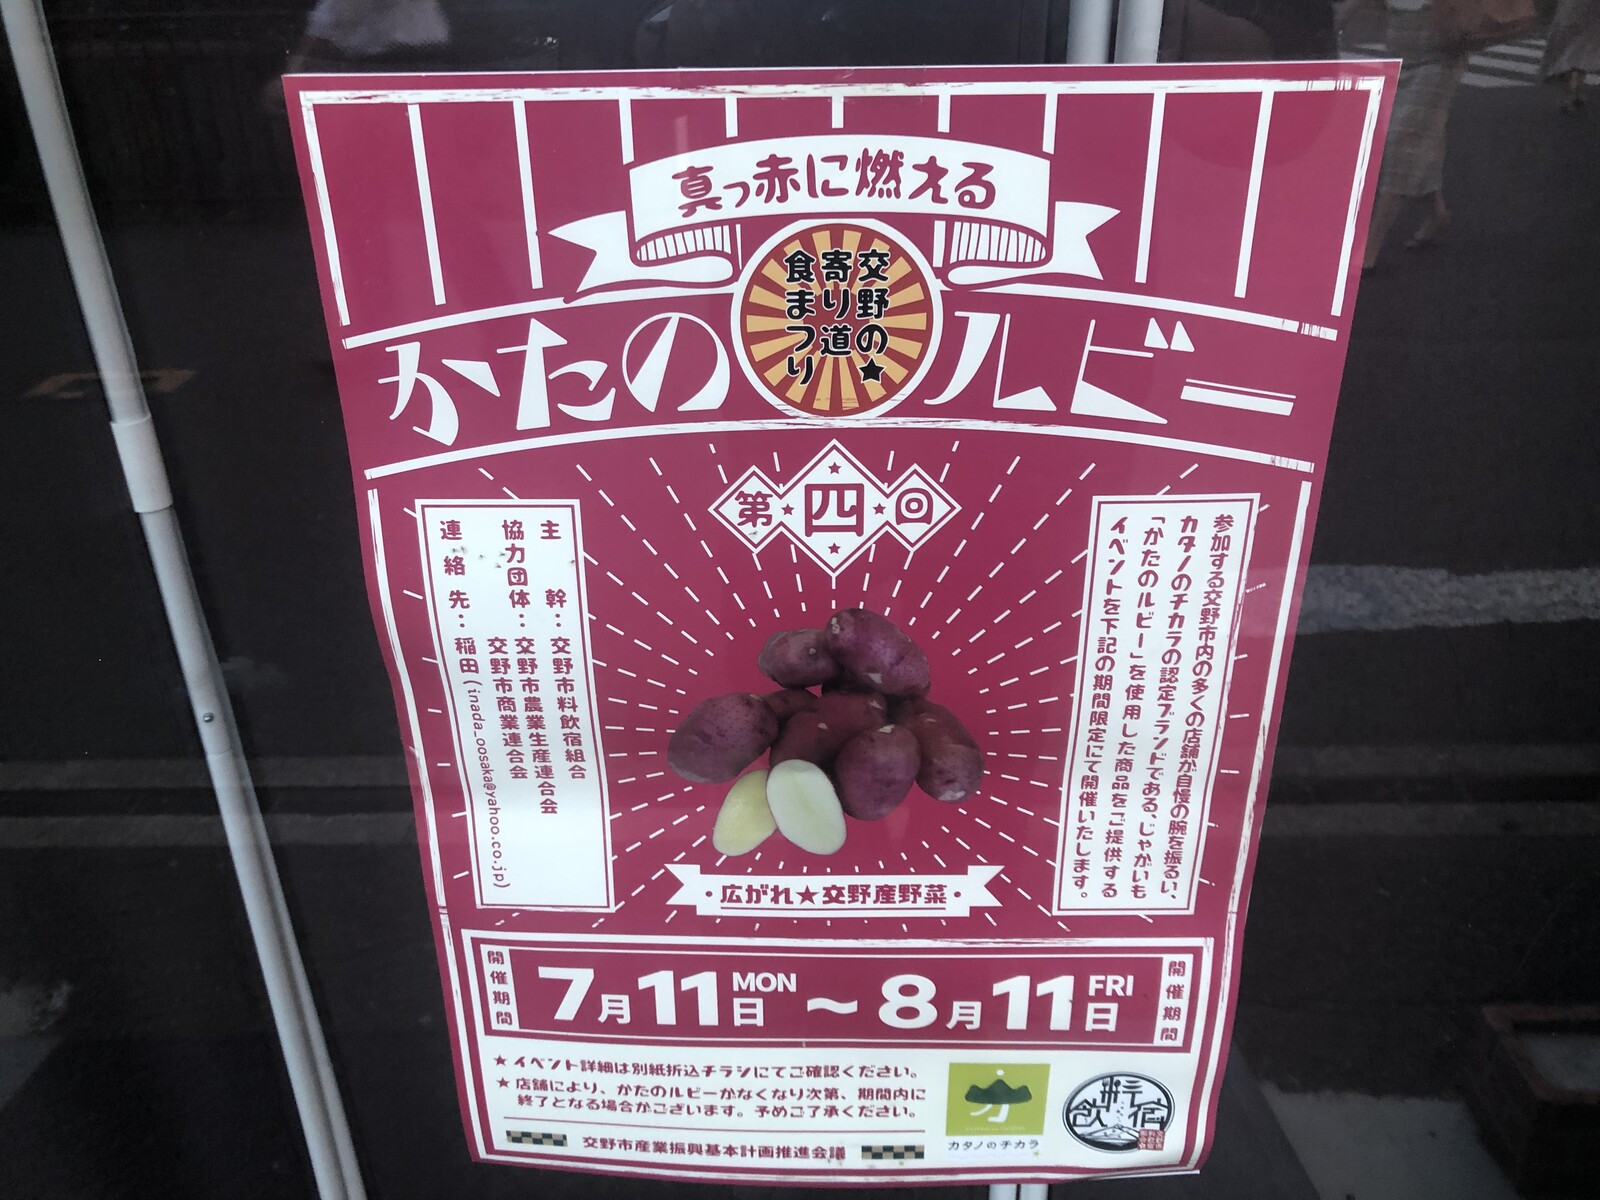 真っ赤に燃える
交野の★
寄り道
食まつり
かたのルビー
第四回
参加する交野市内の多くの店舗が自慢の腕を振るい、
カタノのチカラの認定ブランドである、じゃがいも
「かたのルビー」を使用した商品をご提供する
イベントを下記の期間限定にて開催いたします。
主幹：交野市料飲宿組合
協力団体：交野市農業生産連合会
交野市商業連合会
連絡先：稲田(inada_oosaka@yahoo.co.jp)
・広がれ★交野産野菜・
開催期間
7月11日MON〜8月11日FRI
開催期間
★イベント詳細は別紙折込チラシにてご確認ください。
★店舗により、かたのルビーがなくなり次第、期間内に
終了となる場合がございます。予めご了承ください。
交野市産業振興基本計画推進会議
カタノのチカラ